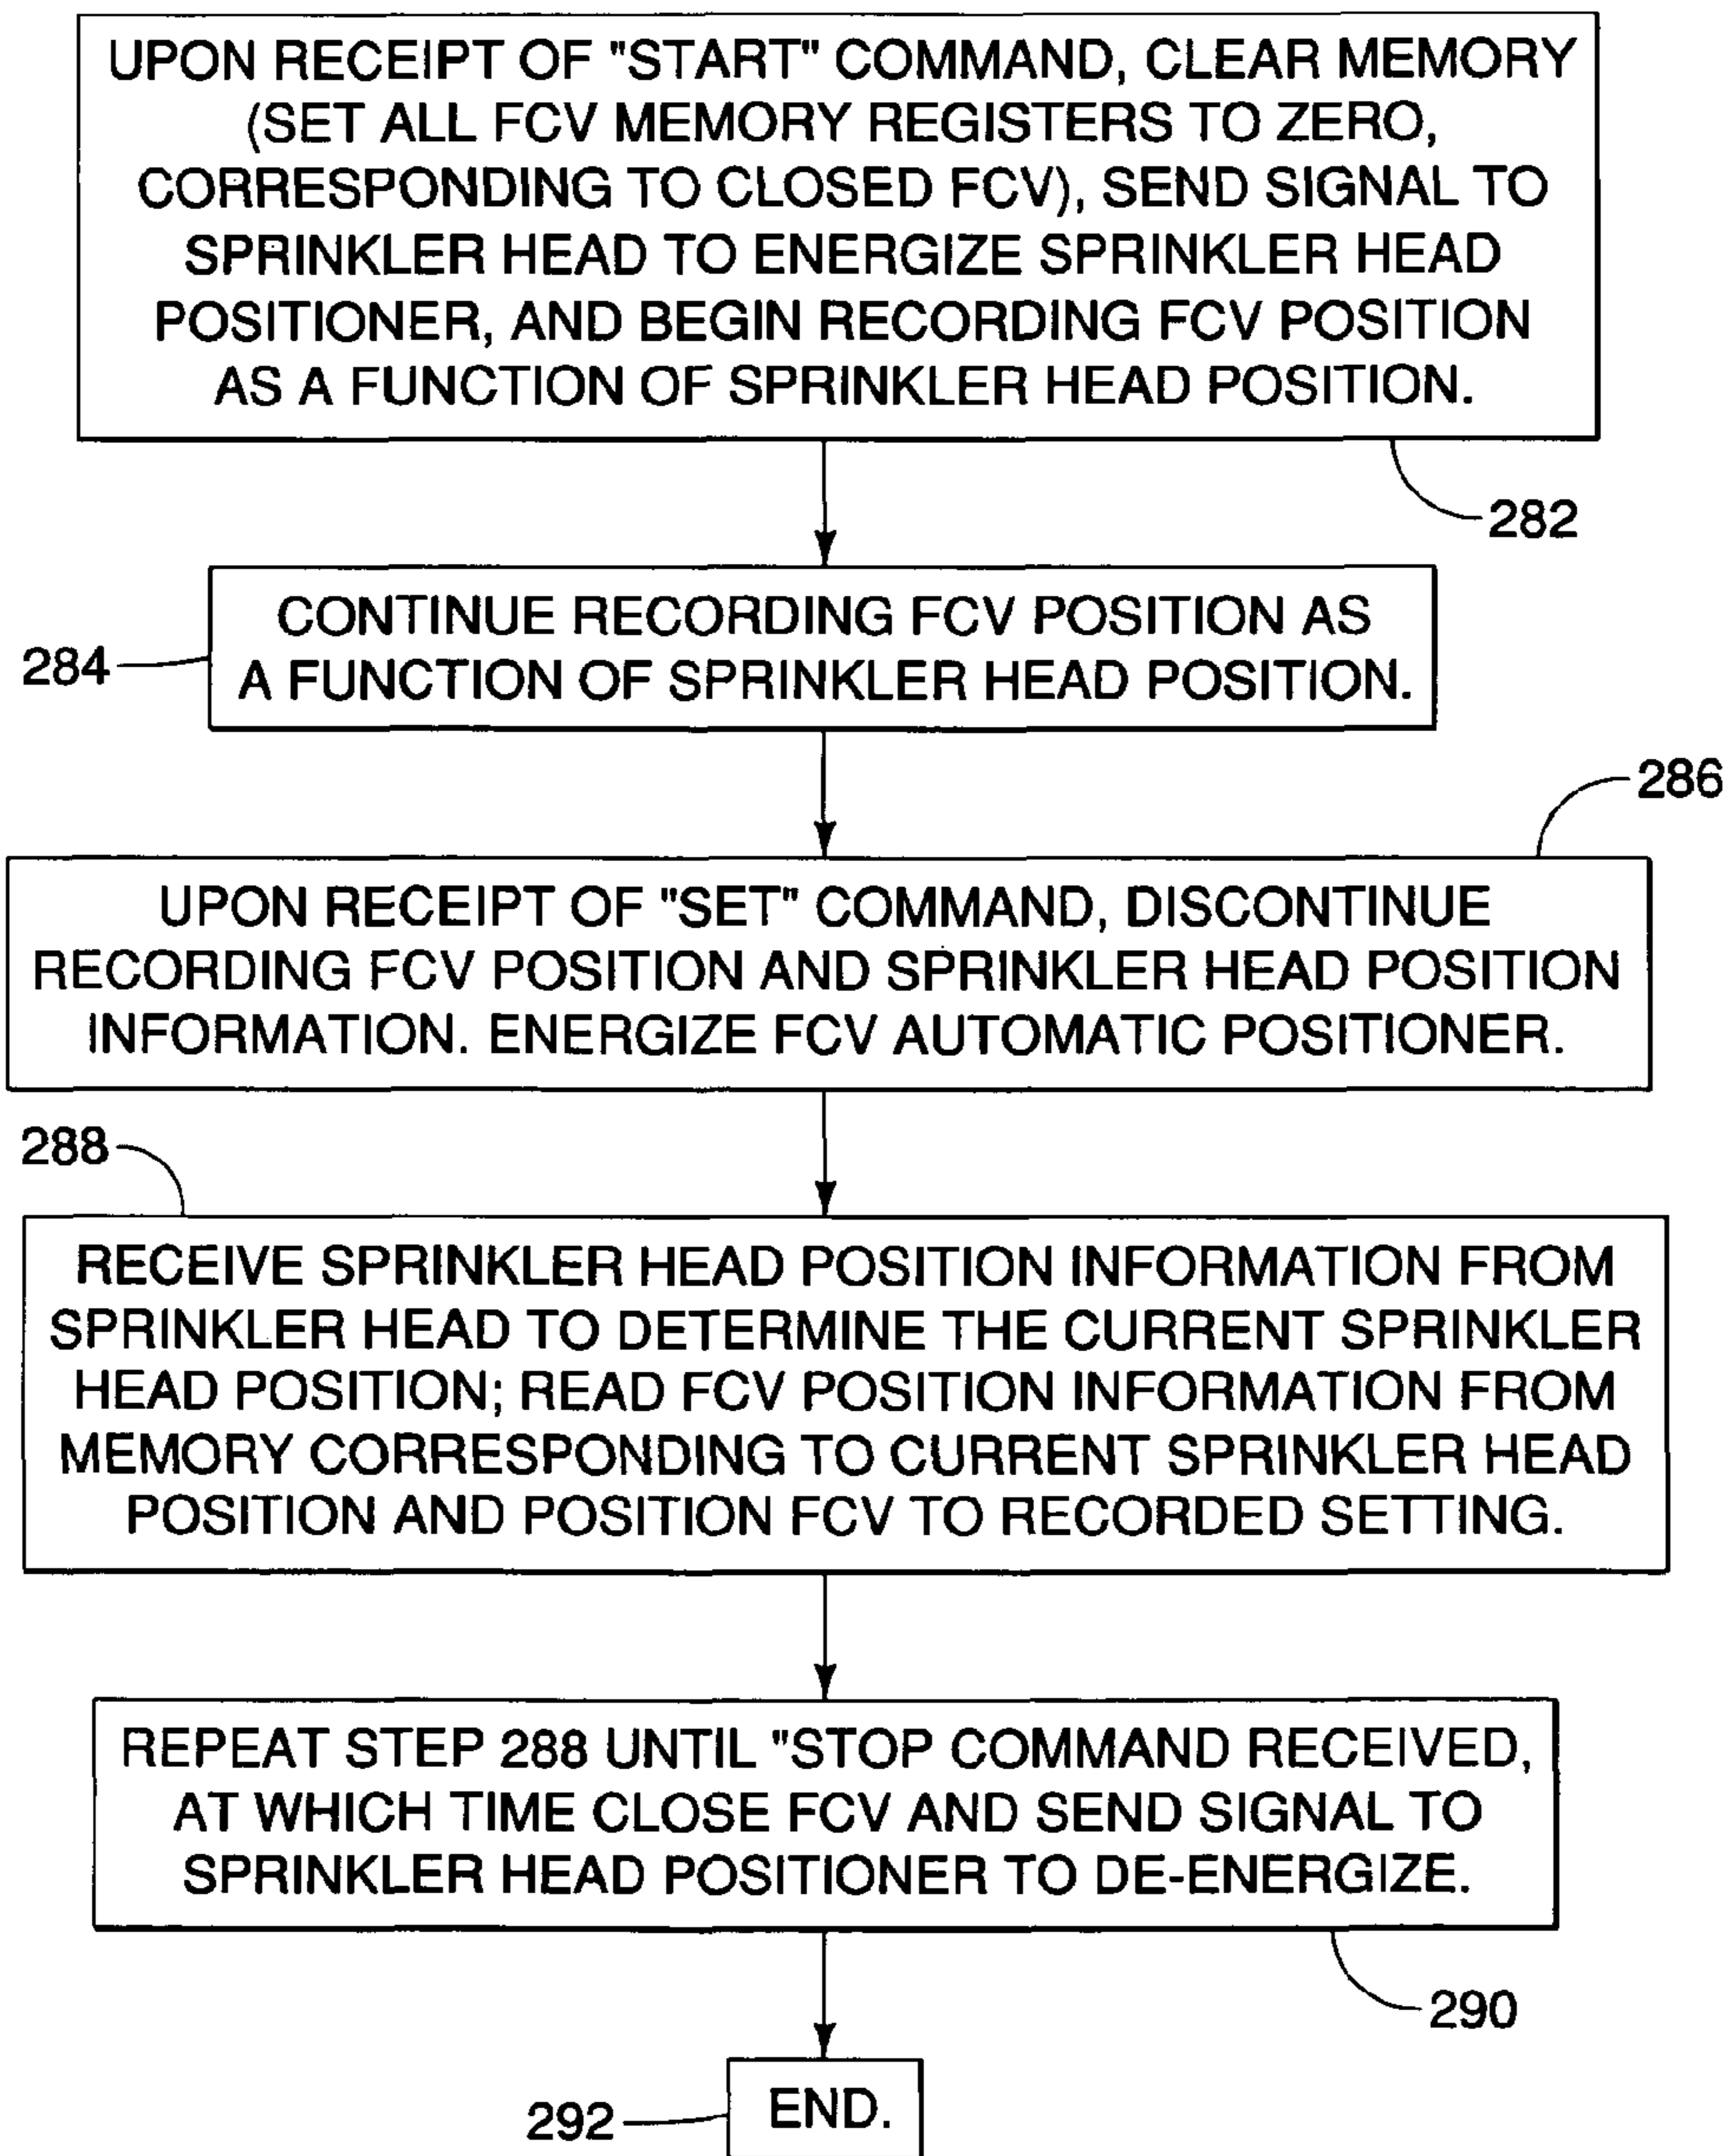 UPON RECEIPT OF "START" COMMAND, CLEAR MEMORY
(SET ALL FCV MEMORY REGISTERS TO ZERO,
CORRESPONDING TO CLOSED FCV), SEND SIGNAL TO
SPRINKLER HEAD TO ENERGIZE SPRINKLER HEAD
POSITIONER, AND BEGIN RECORDING FCV POSITION
AS A FUNCTION OF SPRINKLER HEAD POSITION.
282
CONTINUE RECORDING FCV POSITION AS
A FUNCTION OF SPRINKLER HEAD POSITION.
284
286
UPON RECEIPT OF "SET" COMMAND, DISCONTINUE
RECORDING FCV POSITION AND SPRINKLER HEAD POSITION
INFORMATION. ENERGIZE FCV AUTOMATIC POSITIONER.
288
RECEIVE SPRINKLER HEAD POSITION INFORMATION FROM
SPRINKLER HEAD TO DETERMINE THE CURRENT SPRINKLER
HEAD POSITION; READ FCV POSITION INFORMATION FROM
MEMORY CORRESPONDING TO CURRENT SPRINKLER HEAD
POSITION AND POSITION FCV TO RECORDED SETTING.
REPEAT STEP 288 UNTIL "STOP COMMAND RECEIVED,
AT WHICH TIME CLOSE FCV AND SEND SIGNAL TO
SPRINKLER HEAD POSITIONER TO DE-ENERGIZE.
290
END.
292